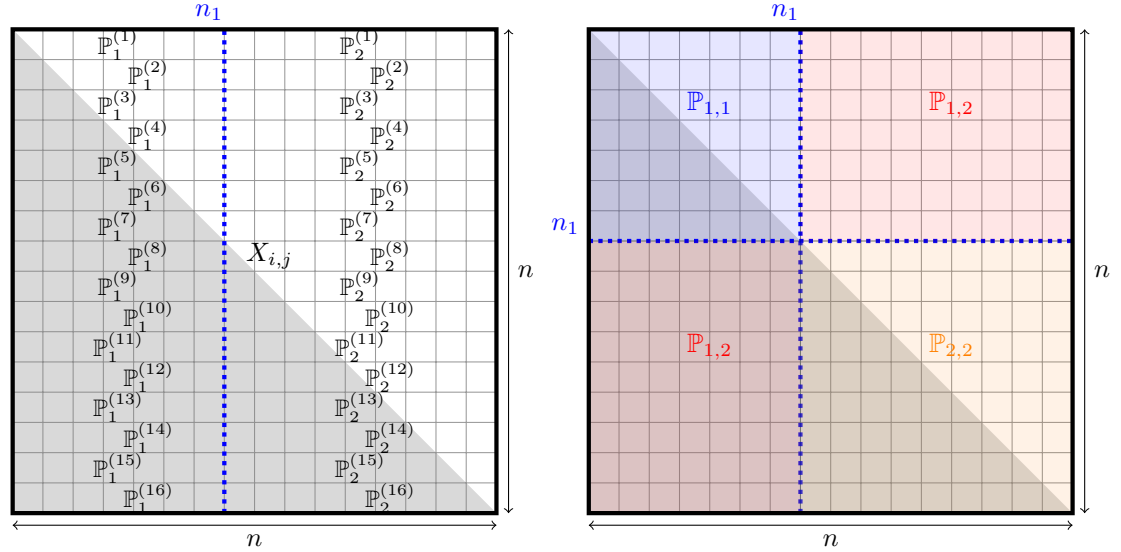 n₁ n₁
ℙ₁⁽¹⁾ ℙ₂⁽¹⁾
ℙ₁⁽²⁾ ℙ₂⁽²⁾
ℙ₁⁽³⁾ ℙ₂⁽³⁾ ℙ₁,₁ ℙ₁,₂
ℙ₁⁽⁴⁾ ℙ₂⁽⁴⁾
ℙ₁⁽⁵⁾ ℙ₂⁽⁵⁾
ℙ₁⁽⁶⁾ ℙ₂⁽⁶⁾
ℙ₁⁽⁷⁾ ℙ₂⁽⁷⁾ n₁
ℙ₁⁽⁸⁾ X_{i,j} ℙ₂⁽⁸⁾
n n
ℙ₁⁽⁹⁾ ℙ₂⁽⁹⁾
ℙ₁⁽¹⁰⁾ ℙ₂⁽¹⁰⁾
ℙ₁⁽¹¹⁾ ℙ₂⁽¹¹⁾ ℙ₁,₂ ℙ₂,₂
ℙ₁⁽¹²⁾ ℙ₂⁽¹²⁾
ℙ₁⁽¹³⁾ ℙ₂⁽¹³⁾
ℙ₁⁽¹⁴⁾ ℙ₂⁽¹⁴⁾
ℙ₁⁽¹⁵⁾ ℙ₂⁽¹⁵⁾
ℙ₁⁽¹⁶⁾ ℙ₂⁽¹⁶⁾
n n